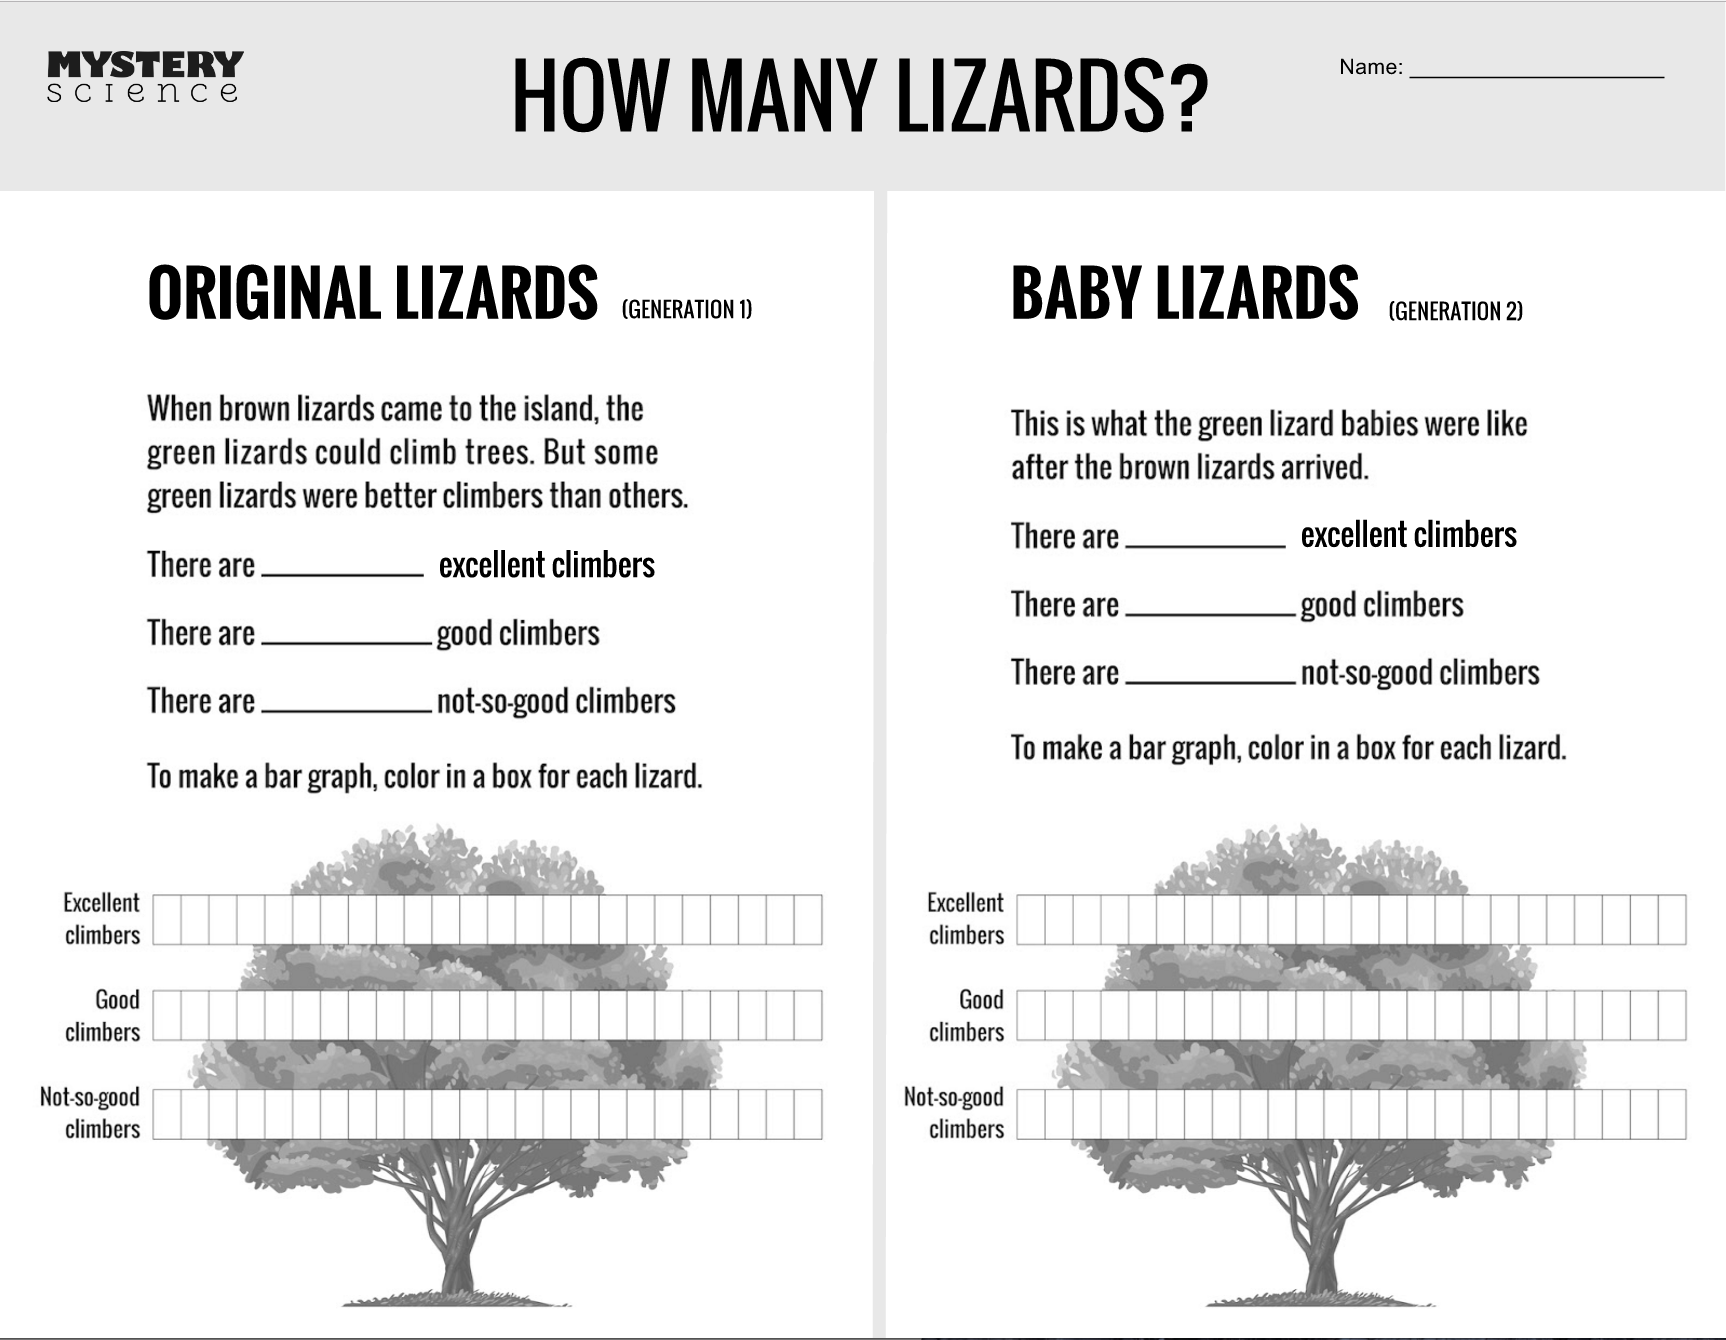 MYSTERY
science
HOW MANY LIZARDS?
Name:
ORIGINAL LIZARDS (GENERATION 1)
When brown lizards came to the island, the
green lizards could climb trees. But some
green lizards were better climbers than others.
There are excellent climbers
There are good climbers
There are not-so-good climbers
To make a bar graph, color in a box for each lizard.
Excellent
climbers
Good
climbers
Not-so-good
climbers
BABY LIZARDS (GENERATION 2)
This is what the green lizard babies were like
after the brown lizards arrived.
There are excellent climbers
There are good climbers
There are not-so-good climbers
To make a bar graph, color in a box for each lizard.
Excellent
climbers
Good
climbers
Not-so-good
climbers